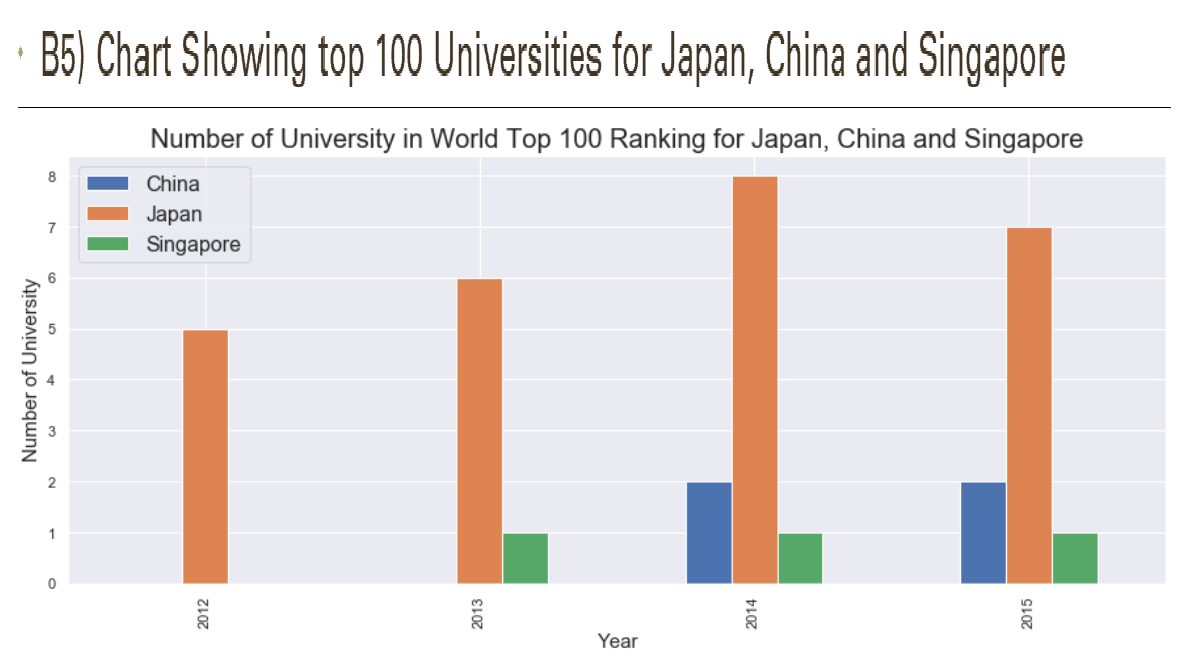 B5) Chart Showing top 100 Universities for Japan, China and Singapore
Number of University in World Top 100 Ranking for Japan, China and Singapore
China
Japan
Singapore
Number of University
8
7
6
5
4
3
2
1
0
2012
2013
2014
2015
Year